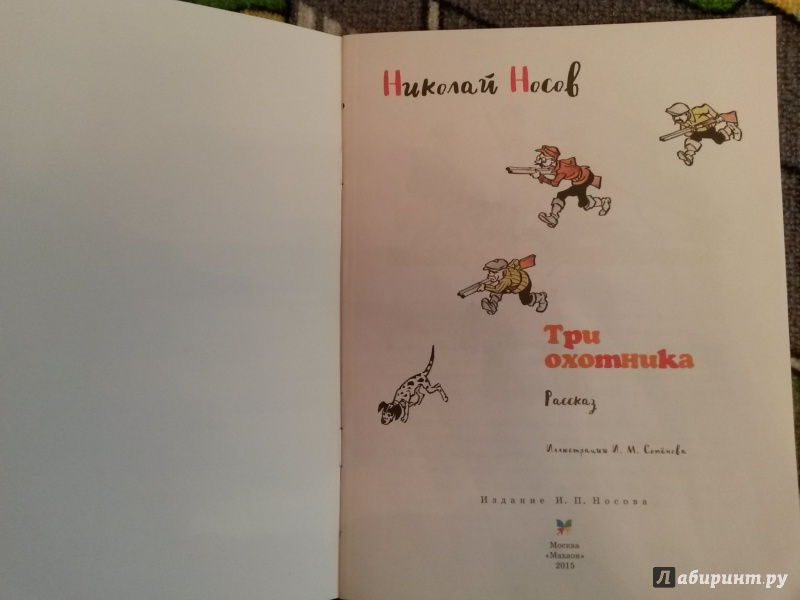 Николай Носов
Три
охотника
Рассказ
Иллюстрации И. М. Семёнова
Издание И. П. Носова
Москва
«Махаон»
2015
Лабиринт.ру